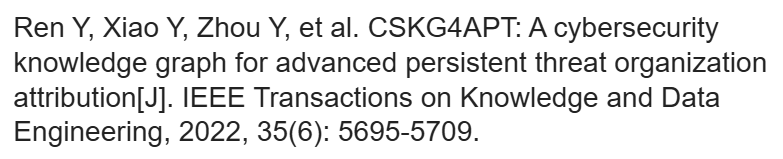 Ren Y, Xiao Y, Zhou Y, et al. CSKG4APT: A cybersecurity
knowledge graph for advanced persistent threat organization
attribution[J]. IEEE Transactions on Knowledge and Data
Engineering, 2022, 35(6): 5695-5709.